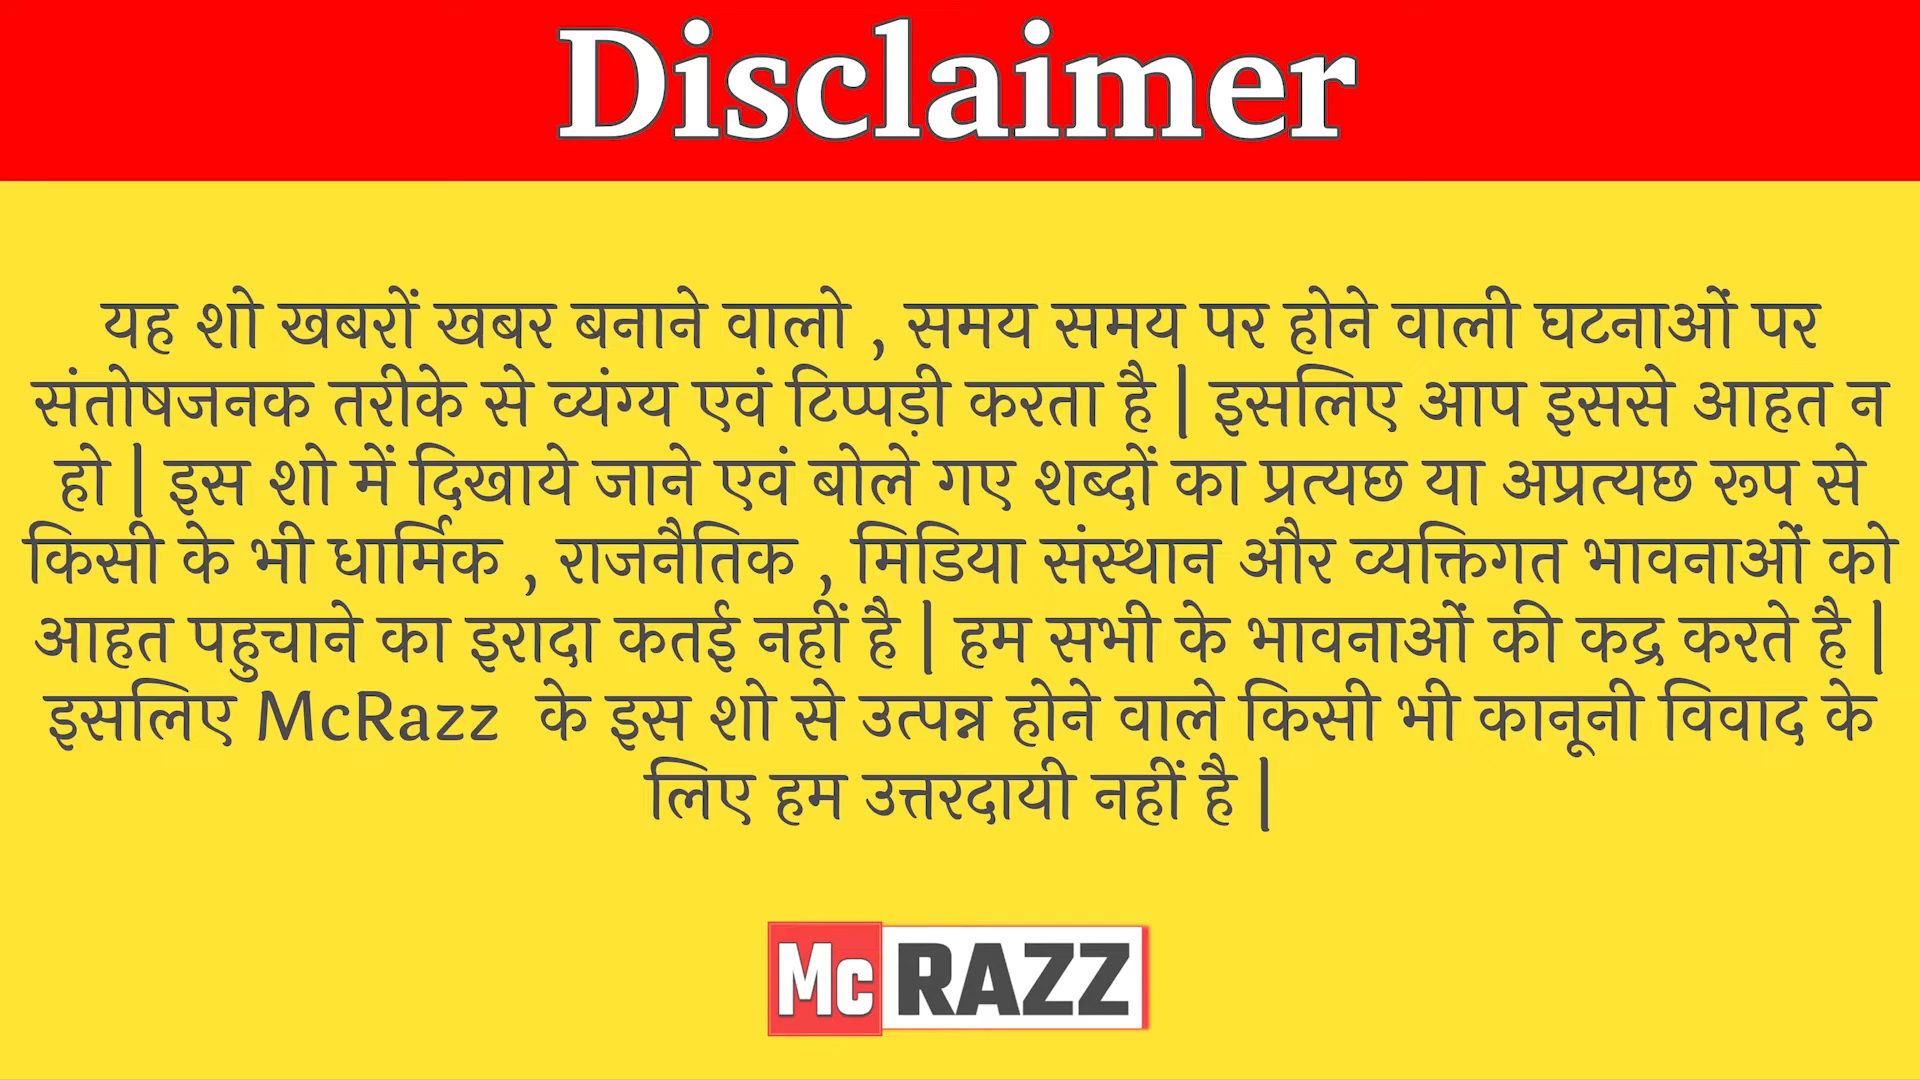 Disclaimer
यह शो खबरों खबर बनाने वालो , समय समय पर होने वाली घटनाओं पर
संतोषजनक तरीके से व्यंग्य एवं टिप्पड़ी करता है | इसलिए आप इससे आहत न
हो | इस शो में दिखाये जाने एवं बोले गए शब्दों का प्रत्यछ या अप्रत्यछ रूप से
किसी के भी धार्मिक , राजनैतिक , मिडिया संस्थान और व्यक्तिगत भावनाओं को
आहत पहुचाने का इरादा कतई नहीं है | हम सभी के भावनाओं की कद्र करते है |
इसलिए McRazz के इस शो से उत्पन्न होने वाले किसी भी कानूनी विवाद के
लिए हम उत्तरदायी नहीं है |
Mc RAZZ